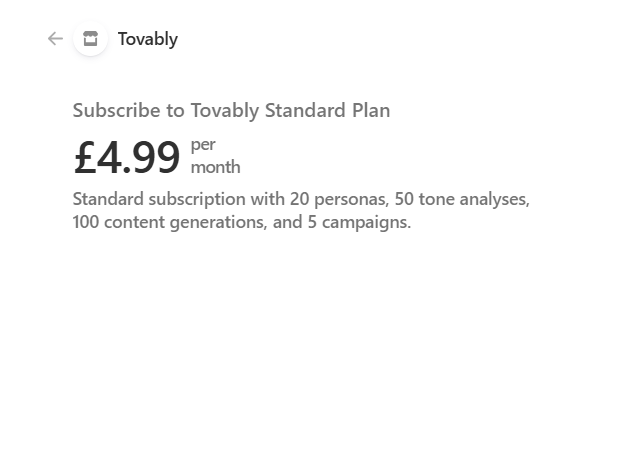 Tovably
Subscribe to Tovably Standard Plan
£4.99
per
month
Standard subscription with 20 personas, 50 tone analyses,
100 content generations, and 5 campaigns.